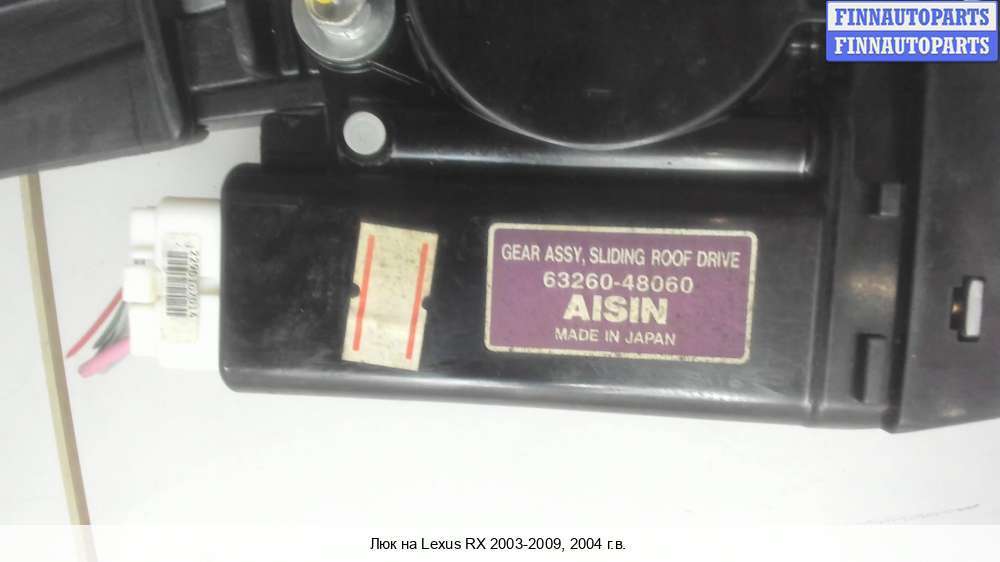 FINNAUTOPARTS
FINNAUTOPARTS
GEAR ASSY, SLIDING ROOF DRIVE
63260-48060
AISIN
MADE IN JAPAN
Люк на Lexus RX 2003-2009, 2004 г.в.